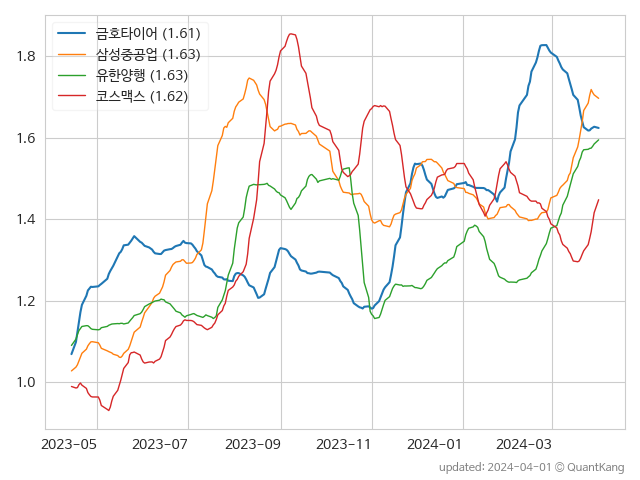 금호타이어 (1.61)
삼성중공업 (1.63)
유한양행 (1.63)
코스맥스 (1.62)
1.8
1.6
1.4
1.2
1.0
2023-05 2023-07 2023-09 2023-11 2024-01 2024-03
updated: 2024-04-01 © QuantKang